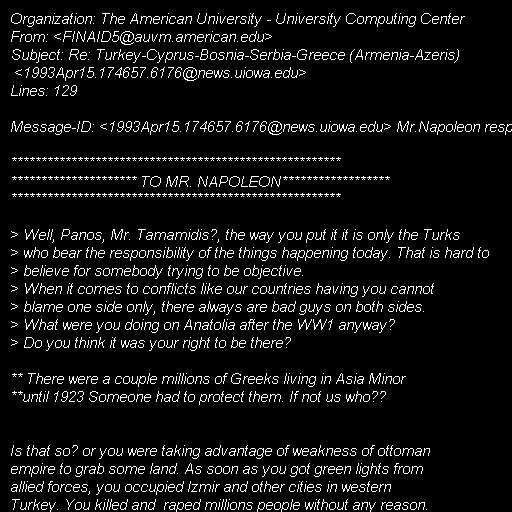 Organization: The American University - University Computing Center
From: <FINAID5@auvm.american.edu>
Subject: Re: Turkey-Cyprus-Bosnia-Serbia-Greece (Armenia-Azeris)
 <1993Apr15.174657.6176@news.uiowa.edu>
Lines: 129

Message-ID: <1993Apr15.174657.6176@news.uiowa.edu> Mr.Napoleon resp

*******************************************************
********************* TO MR. NAPOLEON******************
*******************************************************

> Well, Panos, Mr. Tamamidis?, the way you put it it is only the Turks
> who bear the responsibility of the things happening today. That is hard to
> believe for somebody trying to be objective.
> When it comes to conflicts like our countries having you cannot
> blame one side only, there always are bad guys on both sides.
> What were you doing on Anatolia after the WW1 anyway?
> Do you think it was your right to be there?

** There were a couple millions of Greeks living in Asia Minor
**until 1923 Someone had to protect them. If not us who??

Is that so? or you were taking advantage of weakness of ottoman
empire to grab some land. As soon as you got green lights from
allied forces, you occupied Izmir and other cities in western
Turkey. You killed and  raped millions people without any reason.